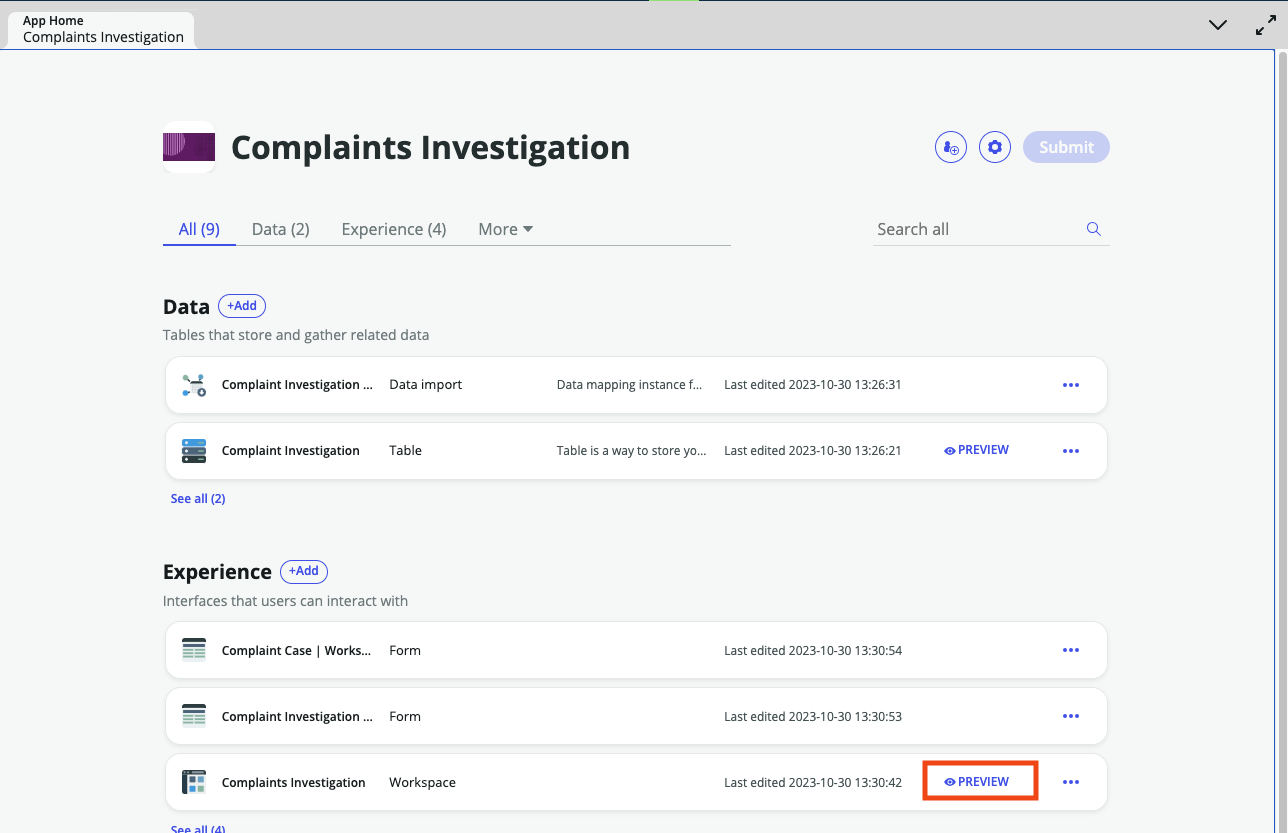 App Home
Complaints Investigation
Complaints Investigation
Submit
All (9) Data (2) Experience (4) More Search all
Data +Add
Tables that store and gather related data
Complaint Investigation ... Data import Data mapping instance f... Last edited 2023-10-30 13:26:31
Complaint Investigation Table Table is a way to store yo... Last edited 2023-10-30 13:26:21 PREVIEW
See all (2)
Experience +Add
Interfaces that users can interact with
Complaint Case | Works... Form Last edited 2023-10-30 13:30:54
Complaint Investigation ... Form Last edited 2023-10-30 13:30:53
Complaints Investigation Workspace Last edited 2023-10-30 13:30:42 PREVIEW
See all (4)